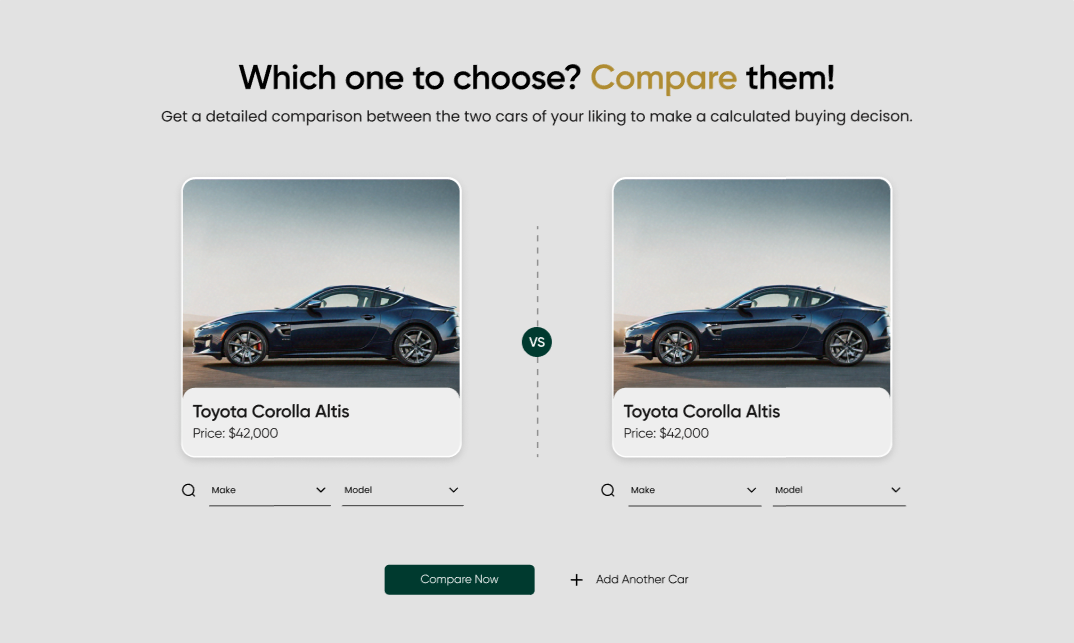 Which one to choose? Compare them!
Get a detailed comparison between the two cars of your liking to make a calculated buying decison.
VS
Toyota Corolla Altis
Price: $42,000
Toyota Corolla Altis
Price: $42,000
Make
Model
Make
Model
Compare Now
Add Another Car